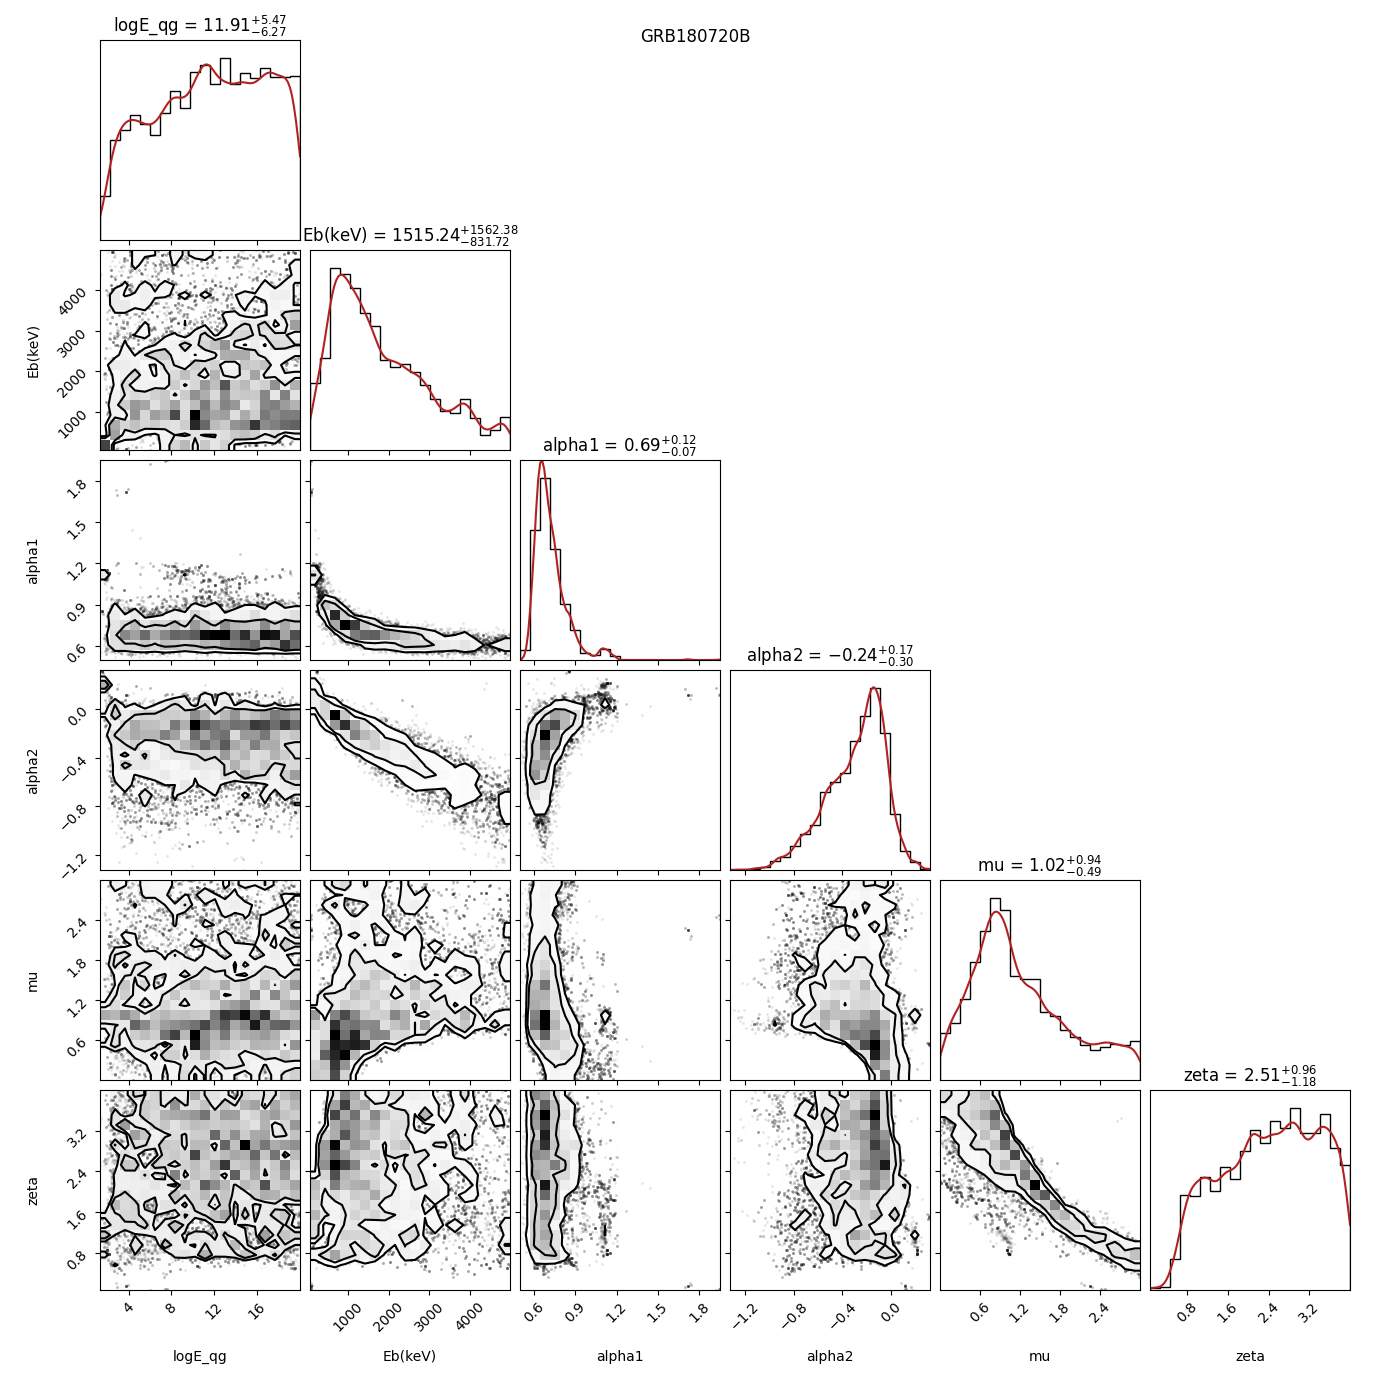 logE_qg = 11.91+5.47−6.27
GRB180720B
Eb(keV) = 1515.24+1562.38−831.72
4000
3000
2000
1000
Eb(keV)
alpha1 = 0.69+0.12−0.07
1.8
1.5
1.2
0.9
0.6
alpha1
alpha2 = −0.24+0.17−0.30
0.0
−0.4
−0.8
−1.2
alpha2
mu = 1.02+0.94−0.49
2.4
1.8
1.2
0.6
mu
zeta = 2.51+0.96−1.18
3.2
2.4
1.6
0.8
zeta
4 8 12 16
1000 2000 3000 4000
0.6 0.9 1.2 1.5 1.8
−1.2 −0.8 −0.4 0.0
0.6 1.2 1.8 2.4
0.8 1.6 2.4 3.2
logE_qg Eb(keV) alpha1 alpha2 mu zeta